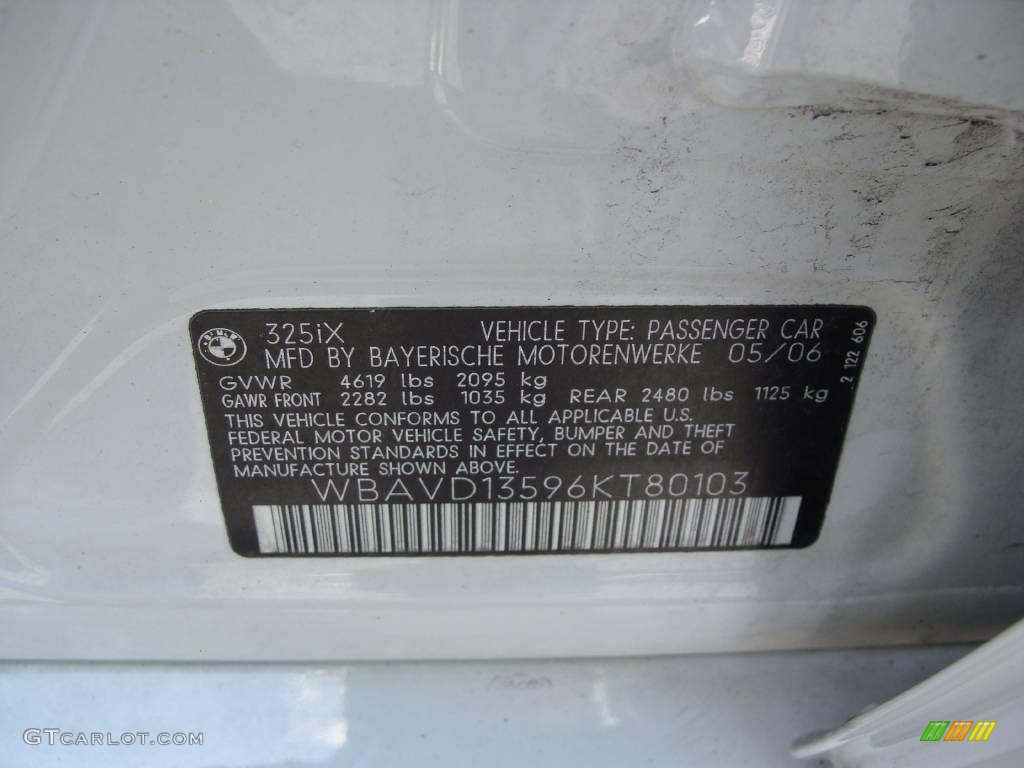 325iX VEHICLE TYPE: PASSENGER CAR
MFD BY BAYERISCHE MOTORENWERKE 05/06
GVWR 4619 lbs 2095 kg
GAWR FRONT 2282 lbs 1035 kg REAR 2480 lbs 1125 kg
THIS VEHICLE CONFORMS TO ALL APPLICABLE U.S.
FEDERAL MOTOR VEHICLE SAFETY, BUMPER AND THEFT
PREVENTION STANDARDS IN EFFECT ON THE DATE OF
MANUFACTURE SHOWN ABOVE.
WBAVD13596KT80103
2 122 606
BMW
GTCARLOT.COM